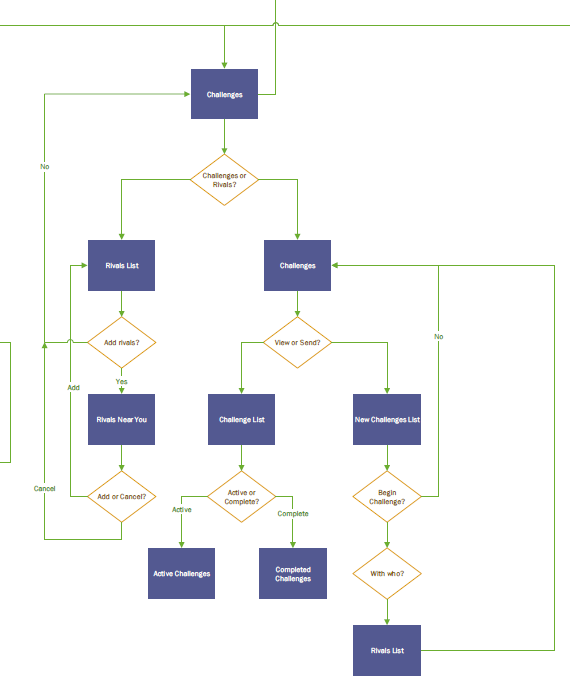 Challenges
No
Challenges or
Rivals?
Rivals List
Challenges
Add rivals?
View or Send?
No
Yes
Add
Rivals Near You
Challenge List
New Challenges List
Cancel
Add or Cancel?
Active or
Complete?
Begin
Challenge?
Active
Complete
Active Challenges
Completed
Challenges
With who?
Rivals List